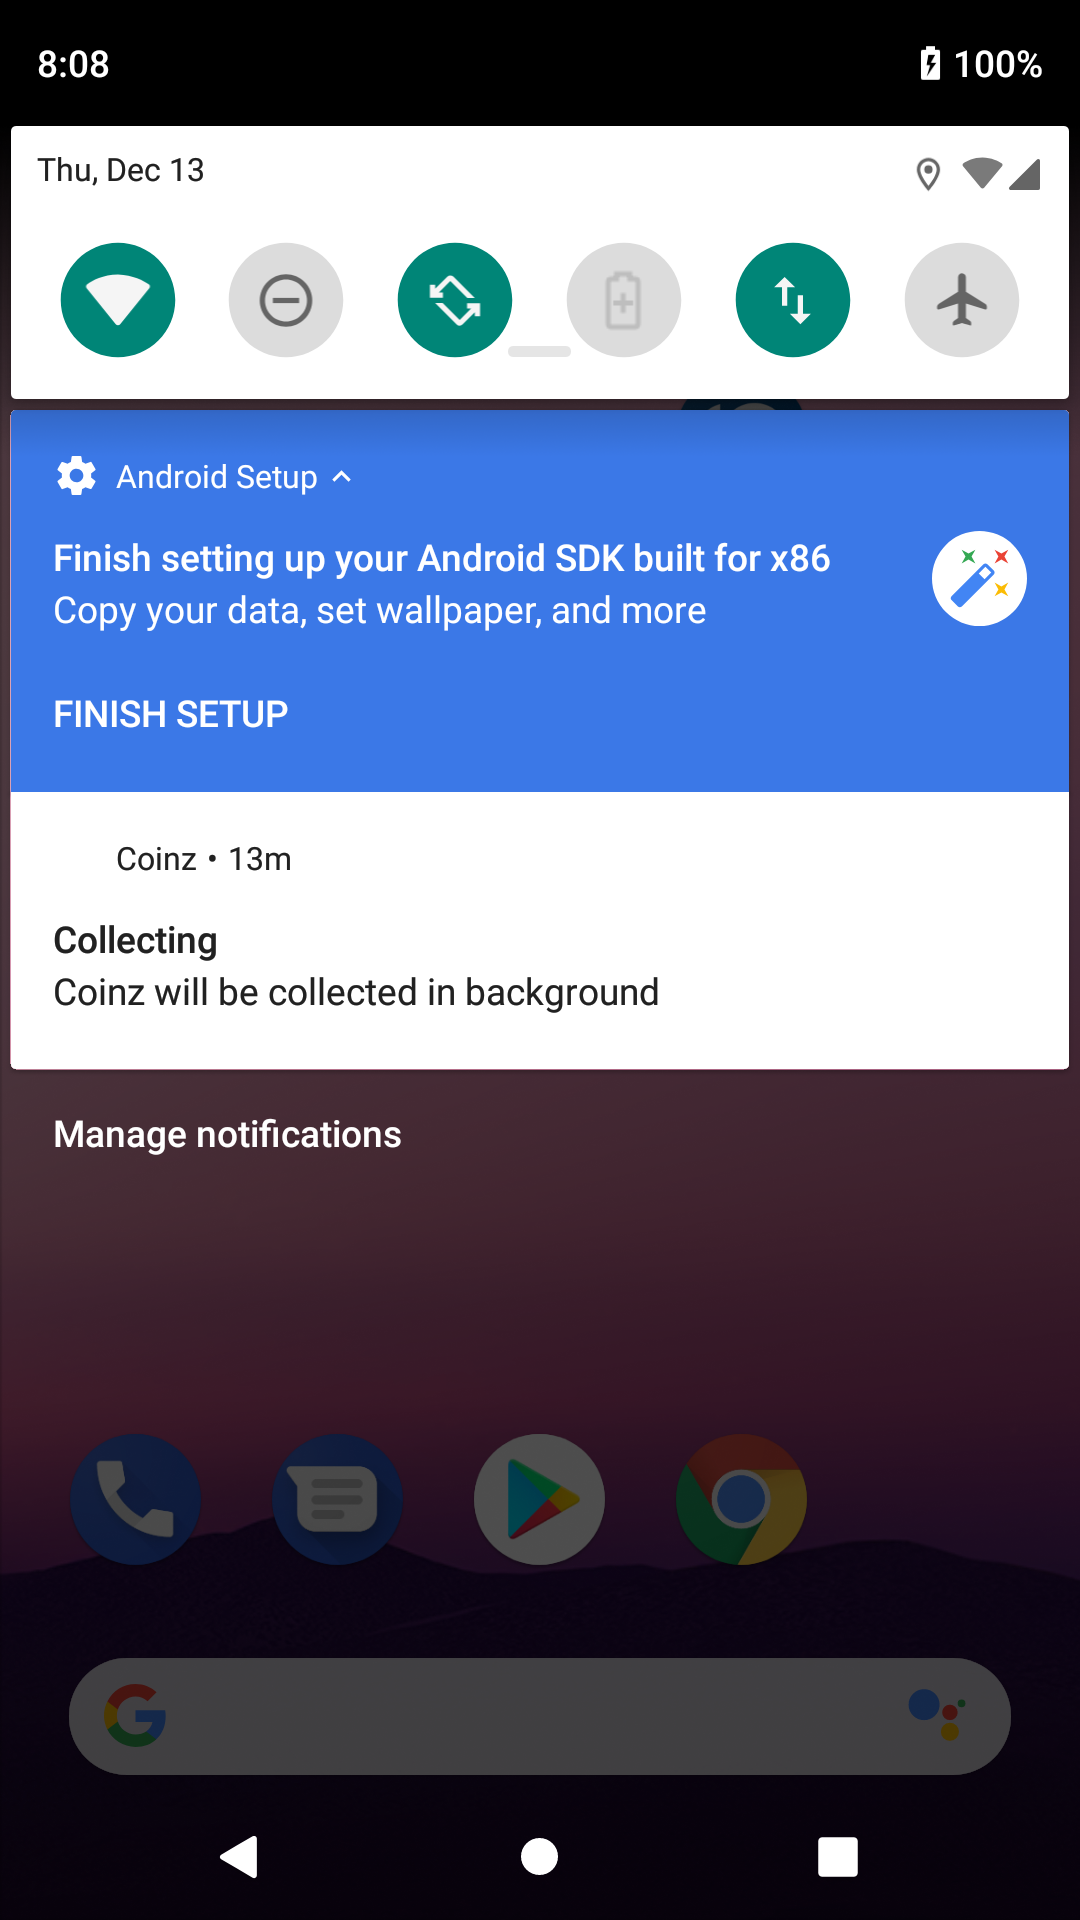 8:08
100%
Thu, Dec 13
Android Setup
Finish setting up your Android SDK built for x86
Copy your data, set wallpaper, and more
FINISH SETUP
Coinz • 13m
Collecting
Coinz will be collected in background
Manage notifications